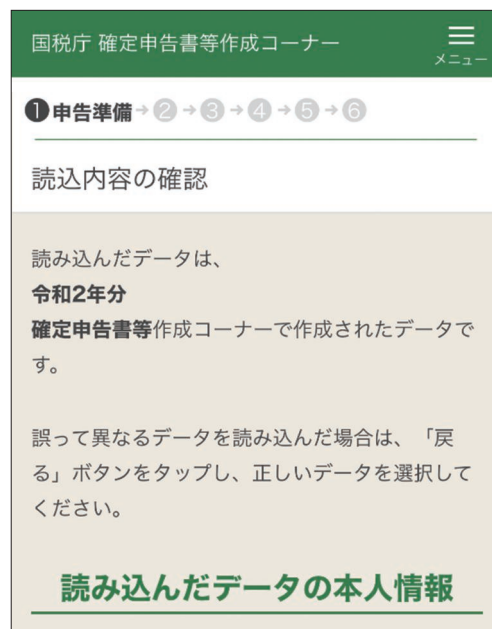 国税庁 確定申告書等作成コーナー
メニュー
1 申告準備→2→3→4→5→6
読込内容の確認
読み込んだデータは、
令和2年分
確定申告書等作成コーナーで作成されたデータで
す。
誤って異なるデータを読み込んだ場合は、「戻
る」ボタンをタップし、正しいデータを選択して
ください。
読み込んだデータの本人情報